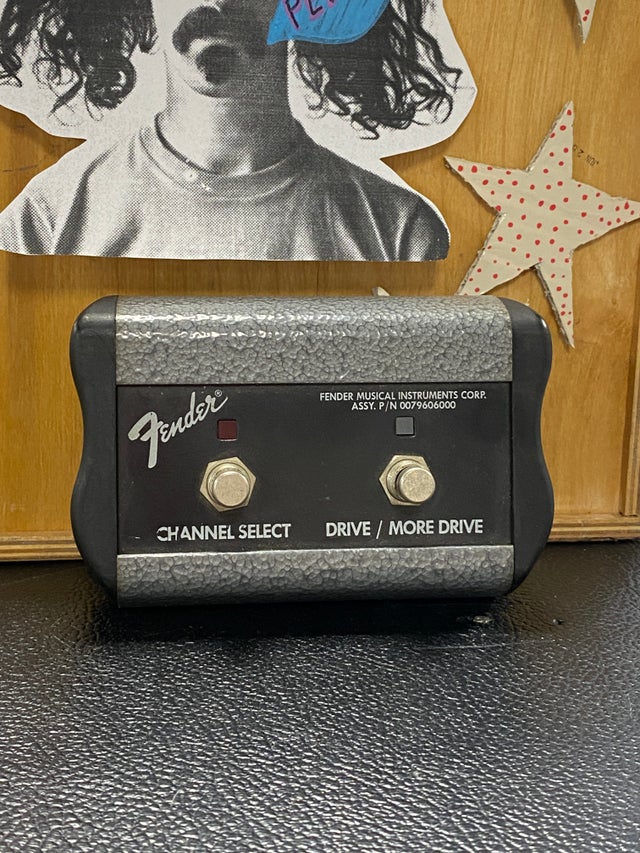 Fender®
FENDER MUSICAL INSTRUMENTS CORP.
ASSY. P/N 0079606000
CHANNEL SELECT
DRIVE / MORE DRIVE